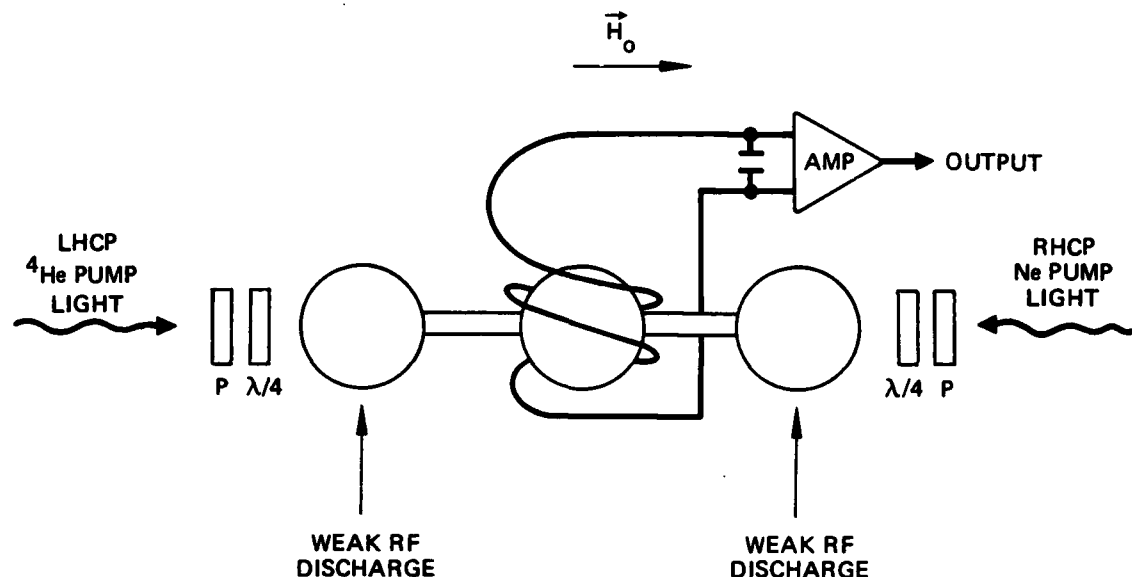 H₀
AMP
OUTPUT
LHCP
⁴He PUMP
LIGHT
RHCP
Ne PUMP
LIGHT
P λ/4
λ/4 P
WEAK RF
DISCHARGE
WEAK RF
DISCHARGE